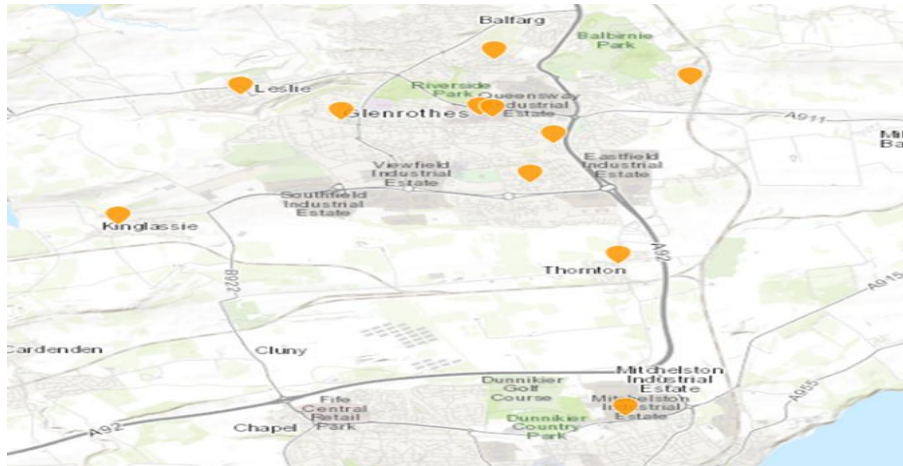 Balfarg
Balbirnie
Park
Leslie
Riverside
Park
Queensway
Industrial
Estate
Glenrothes
A911
Viewfield
Industrial
Estate
Eastfield
Industrial
Estate
Southfield
Industrial
Estate
Kinglassie
B922
Thornton
A92
A915
Cardenden
Cluny
Mitchelston
Industrial
Estate
Dunnikier
Golf
Course
Mitchelston
Industrial
Estate
A955
Fife
Central
Retail
Park
Dunnikier
Country
Park
Chapel
A92